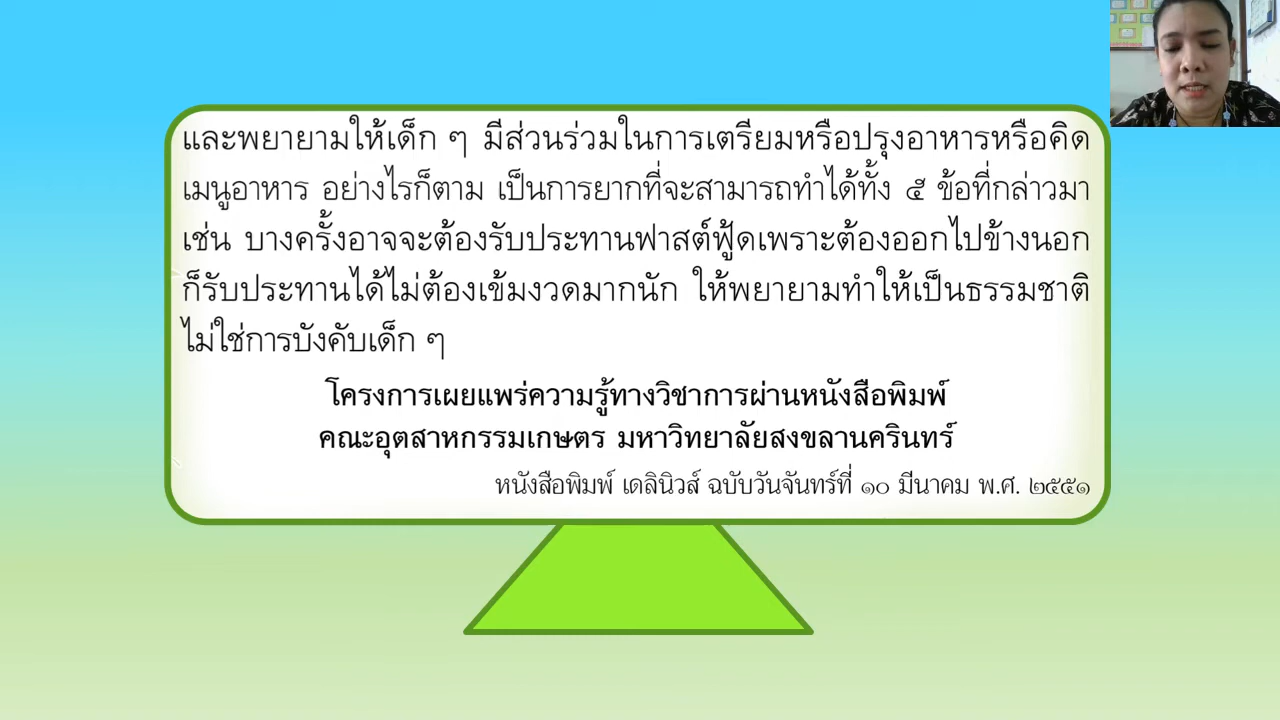 และพยายามให้เด็ก ๆ มีส่วนร่วมในการเตรียมหรือปรุงอาหารหรือคิด
เมนูอาหาร อย่างไรก็ตาม เป็นการยากที่จะสามารถทำได้ทั้ง ๕ ข้อที่กล่าวมา
เช่น บางครั้งอาจจะต้องรับประทานฟาสต์ฟู้ดเพราะต้องออกไปข้างนอก
ก็รับประทานได้ไม่ต้องเข้มงวดมากนัก ให้พยายามทำให้เป็นธรรมชาติ
ไม่ใช่การบังคับเด็ก ๆ
โครงการเผยแพร่ความรู้ทางวิชาการผ่านหนังสือพิมพ์
คณะอุตสาหกรรมเกษตร มหาวิทยาลัยสงขลานครินทร์
หนังสือพิมพ์ เดลินิวส์ ฉบับวันจันทร์ที่ ๑๐ มีนาคม พ.ศ. ๒๕๕๑